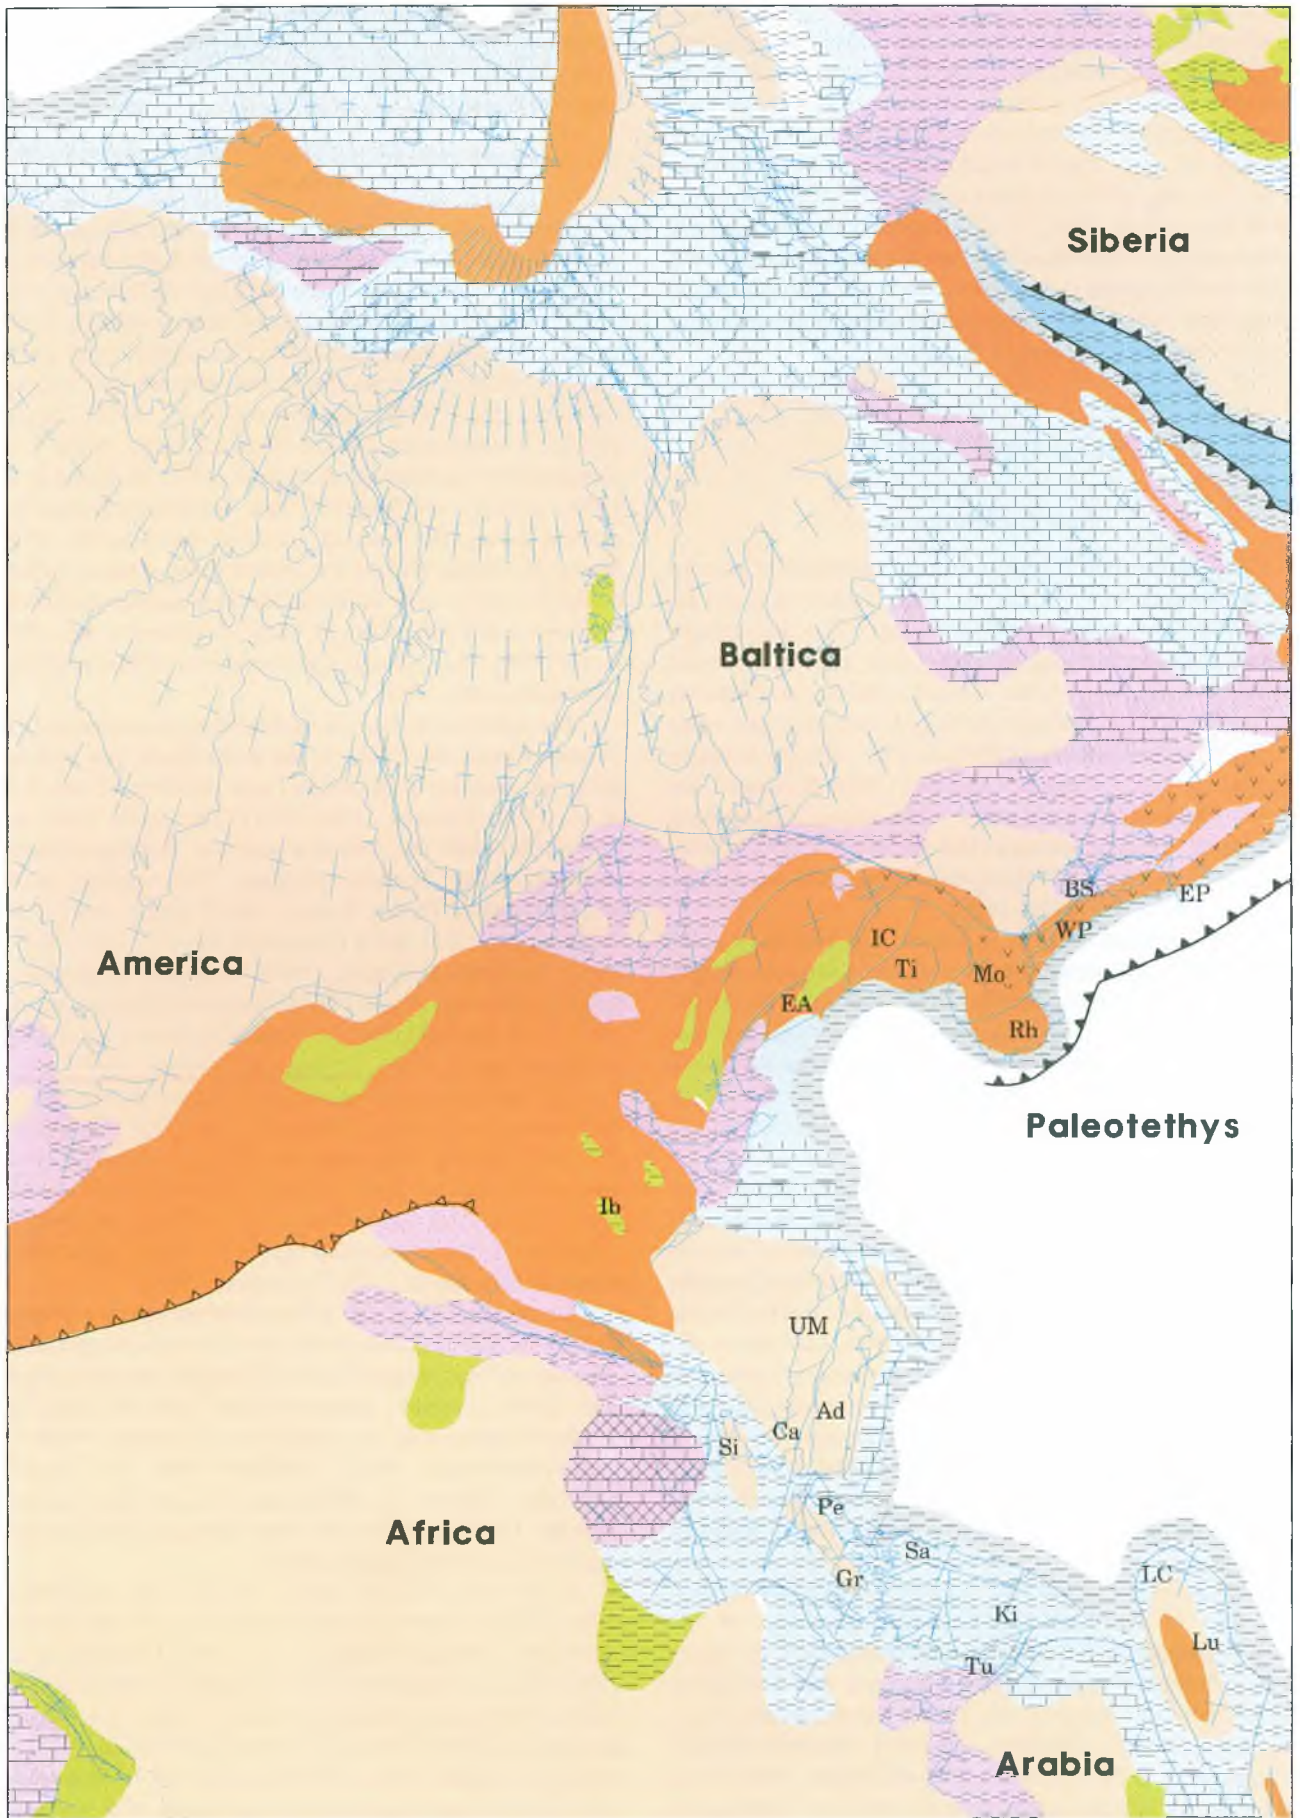 Siberia
Baltica
BS
EP
WP
IC
America
Ti
Mo
EA
Rh
Paleotethys
Ib
UM
Ad
Ca
Si
Pe
Africa
Sa
LC
Gr
Ki
Lu
Tu
Arabia